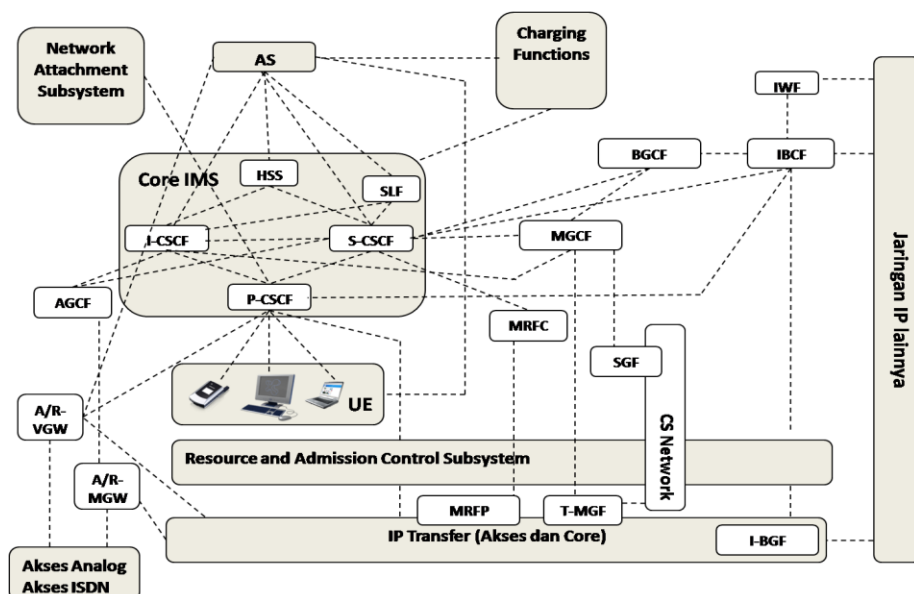 Network
Attachment
Subsystem
AS
Charging
Functions
IWF
BGCF
IBCF
Core IMS
HSS
SLF
I-CSCF
S-CSCF
MGCF
AGCF
P-CSCF
MRFC
SGF
CS Network
Jaringan IP lainnya
UE
A/R-
VGW
Resource and Admission Control Subsystem
A/R-
MGW
MRFP
T-MGF
IP Transfer (Akses dan Core)
I-BGF
Akses Analog
Akses ISDN